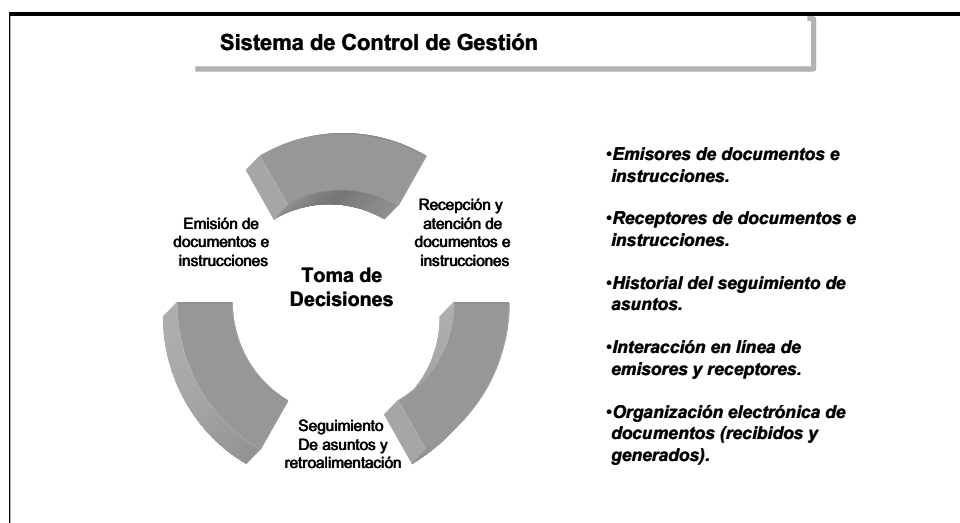 Sistema de Control de Gestión
Emisión de
documentos e
instrucciones
Recepción y
atención de
documentos e
instrucciones
Toma de
Decisiones
Seguimiento
De asuntos y
retroalimentación
•Emisores de documentos e
instrucciones.
•Receptores de documentos e
instrucciones.
•Historial del seguimiento de
asuntos.
•Interacción en línea de
emisores y receptores.
•Organización electrónica de
documentos (recibidos y
generados).